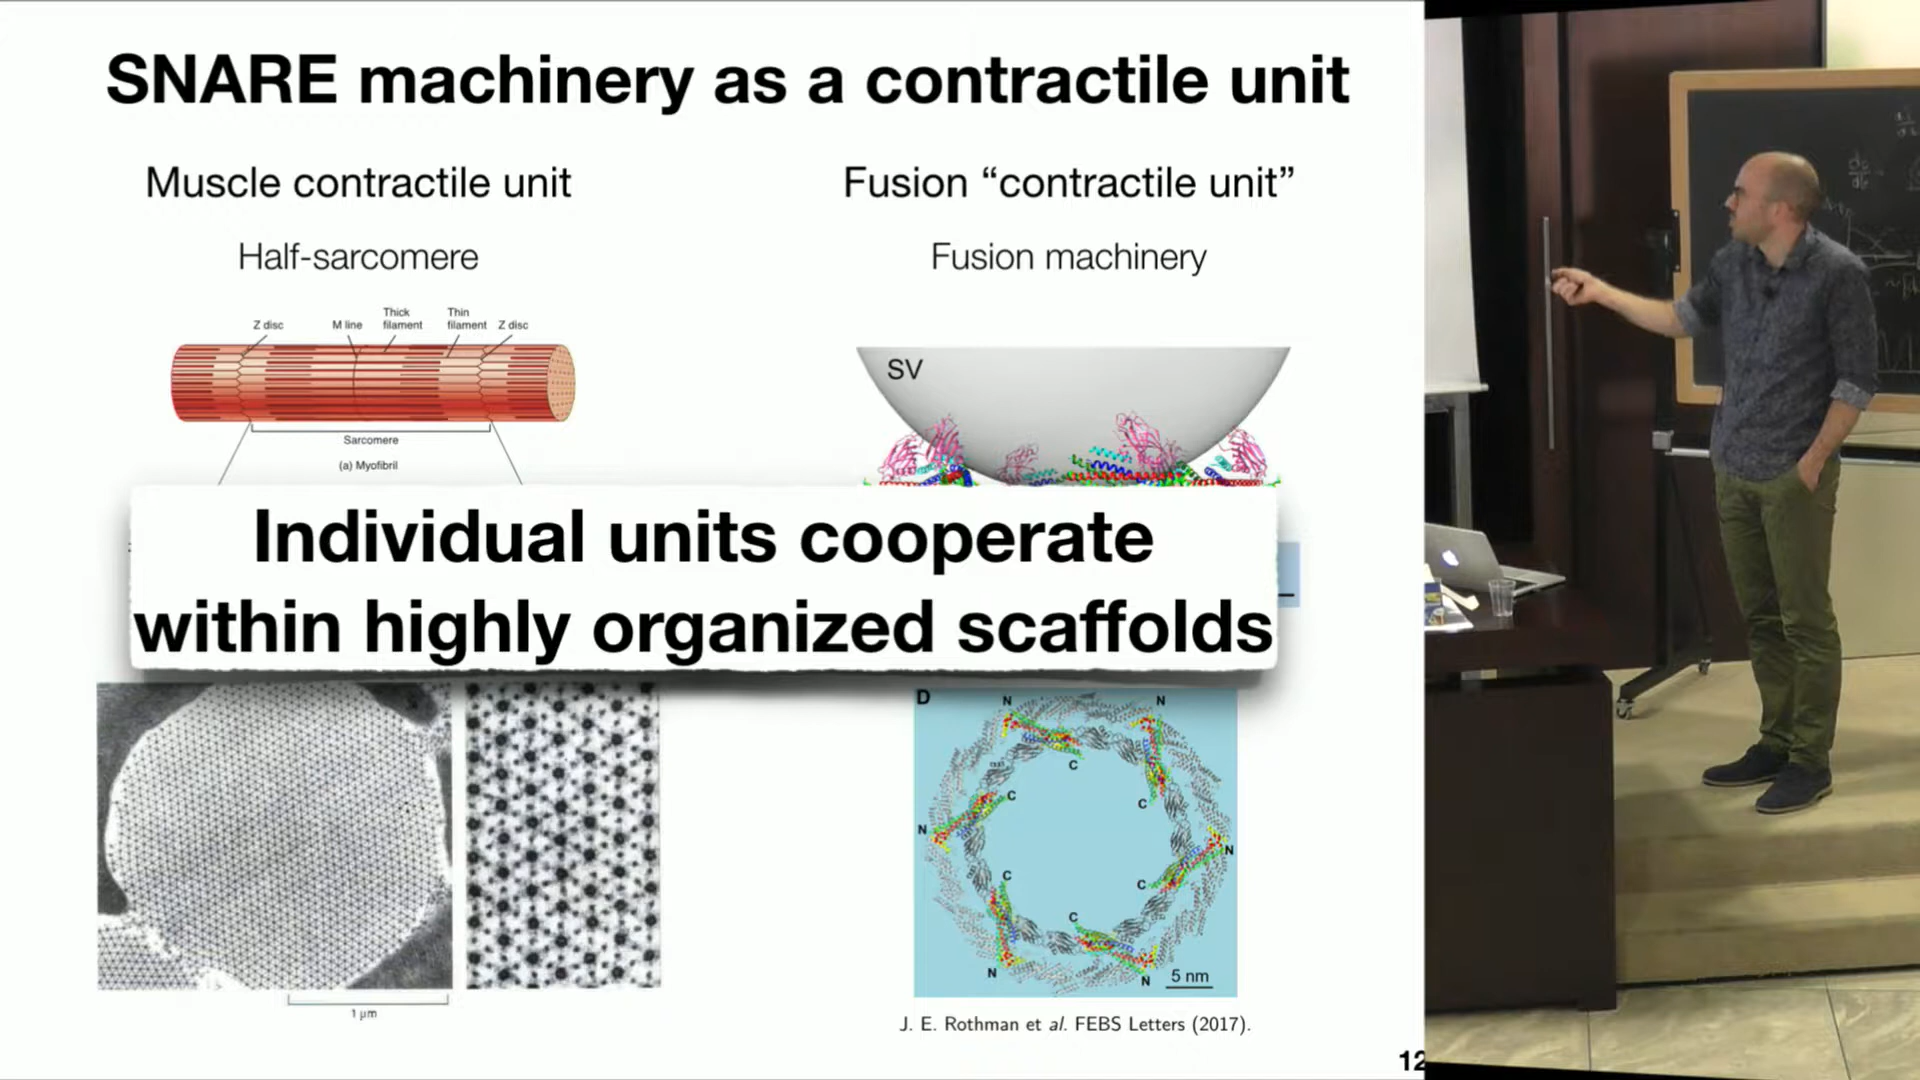 SNARE machinery as a contractile unit
Muscle contractile unit
Half-sarcomere
Z disc
M line
Thick
filament
Thin
filament
Z disc
Sarcomere
(a) Myofibril
Fusion “contractile unit”
Fusion machinery
SV
Individual units cooperate
within highly organized scaffolds
1 μm
D
N
N
C
C
C
N
N
C
C
C
N
N
5 nm
J. E. Rothman et al. FEBS Letters (2017).
12